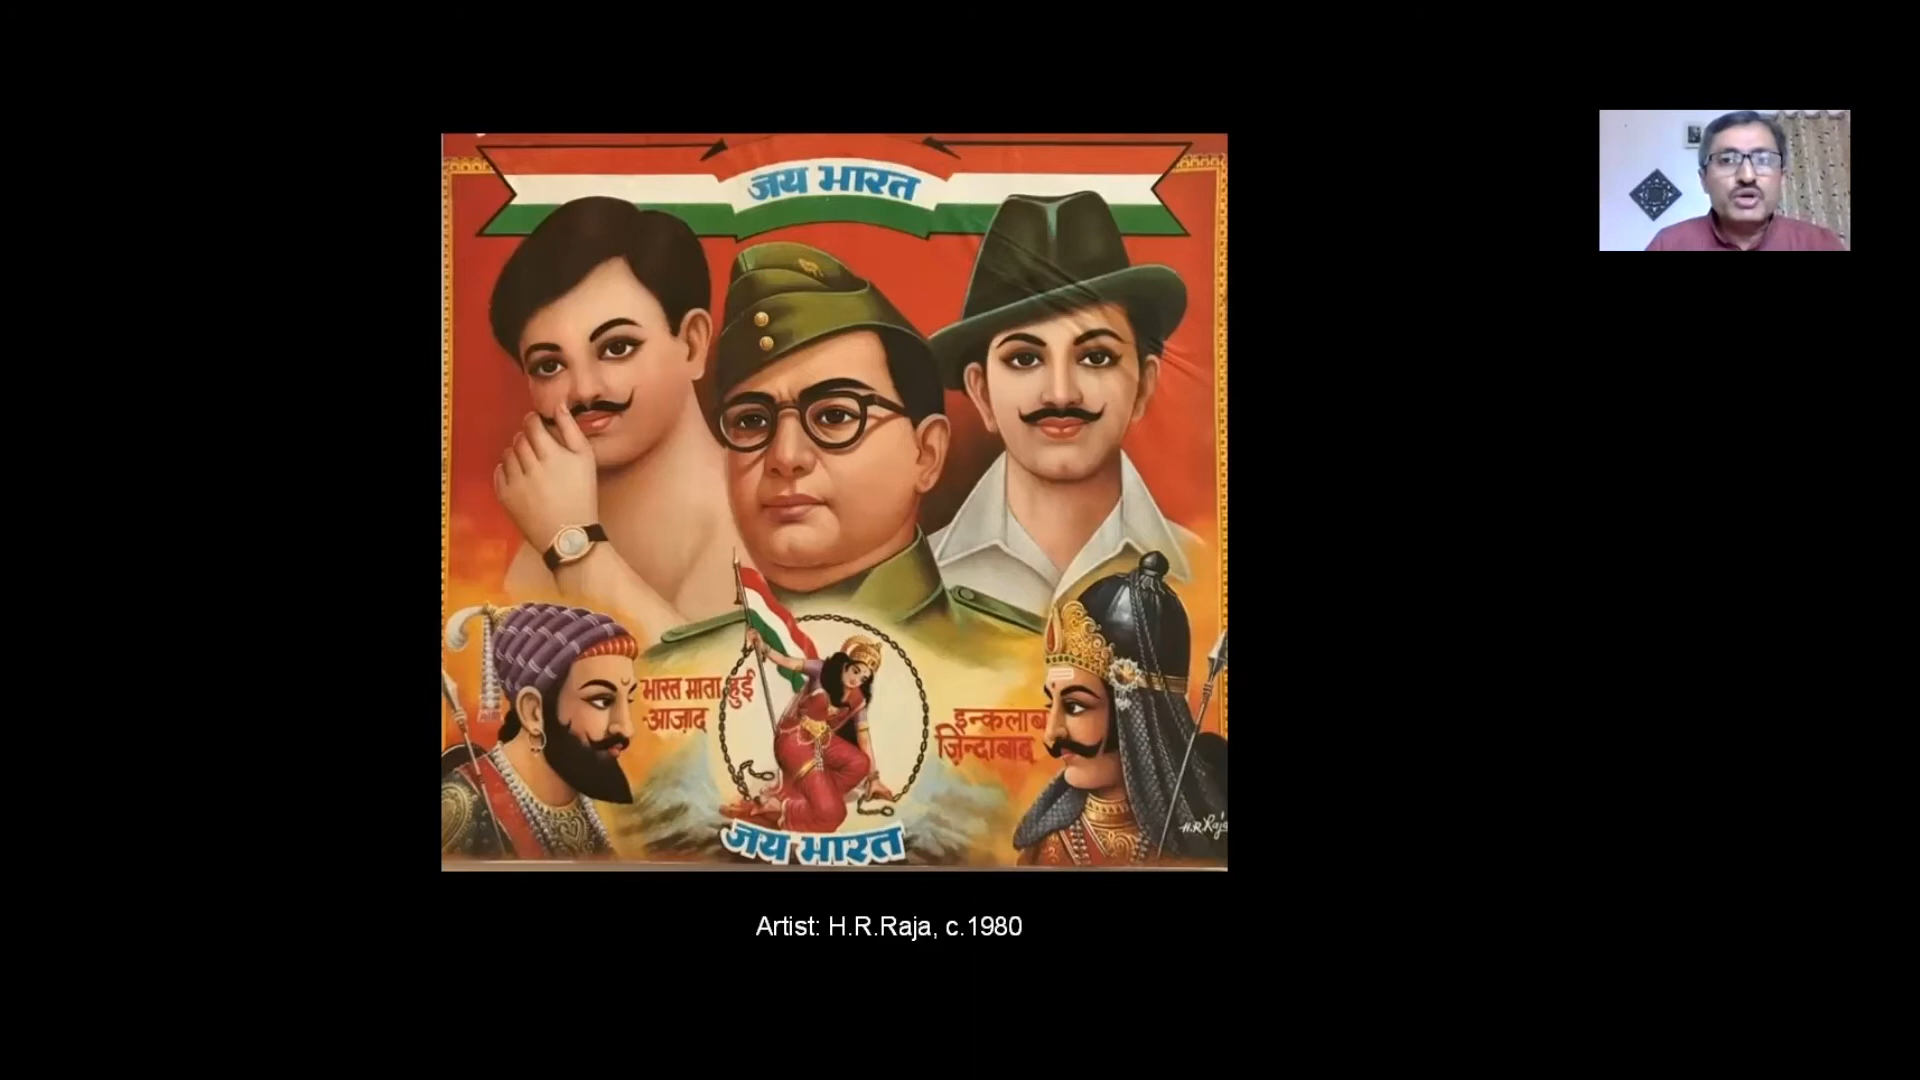 जय भारत
भारत माता हुई
आज़ाद
इन्कलाब
ज़िन्दाबाद
जय भारत
H.R.Raja
Artist: H.R.Raja, c.1980